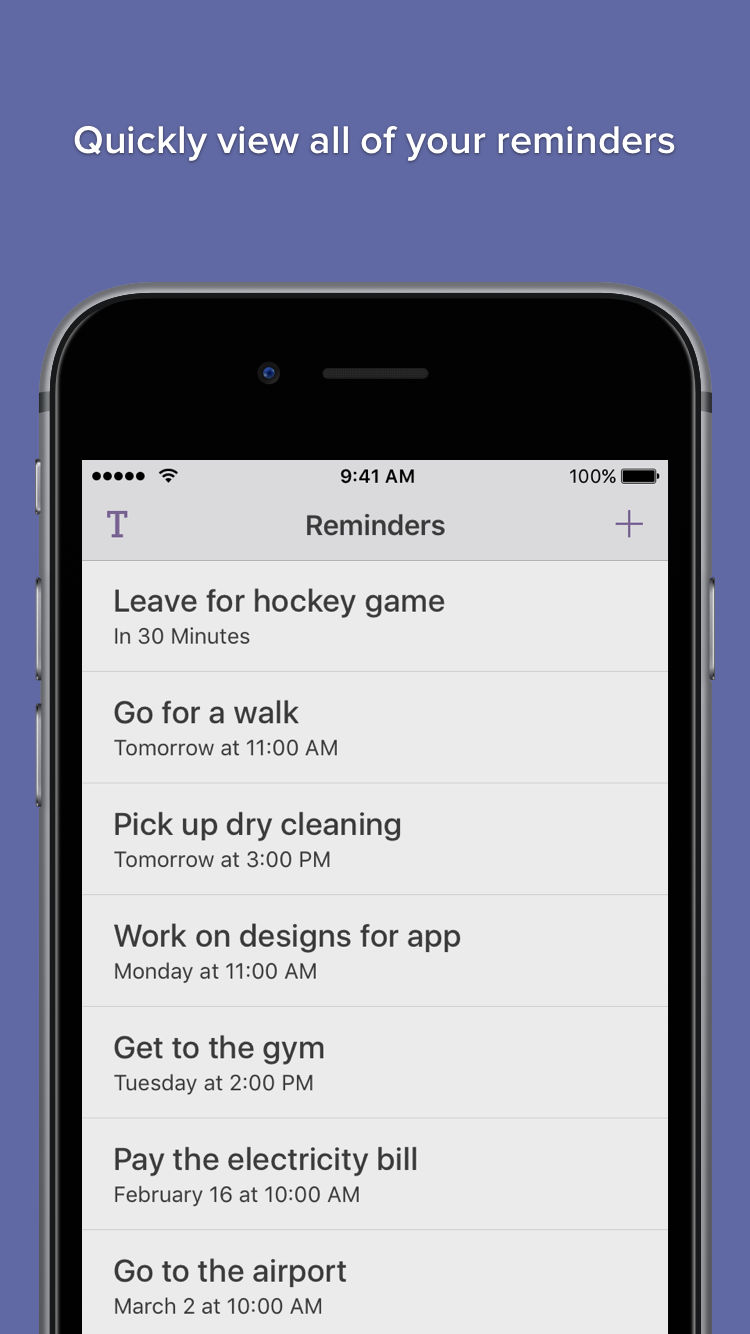 Quickly view all of your reminders
9:41 AM
100%
T
Reminders
+
Leave for hockey game
In 30 Minutes
Go for a walk
Tomorrow at 11:00 AM
Pick up dry cleaning
Tomorrow at 3:00 PM
Work on designs for app
Monday at 11:00 AM
Get to the gym
Tuesday at 2:00 PM
Pay the electricity bill
February 16 at 10:00 AM
Go to the airport
March 2 at 10:00 AM